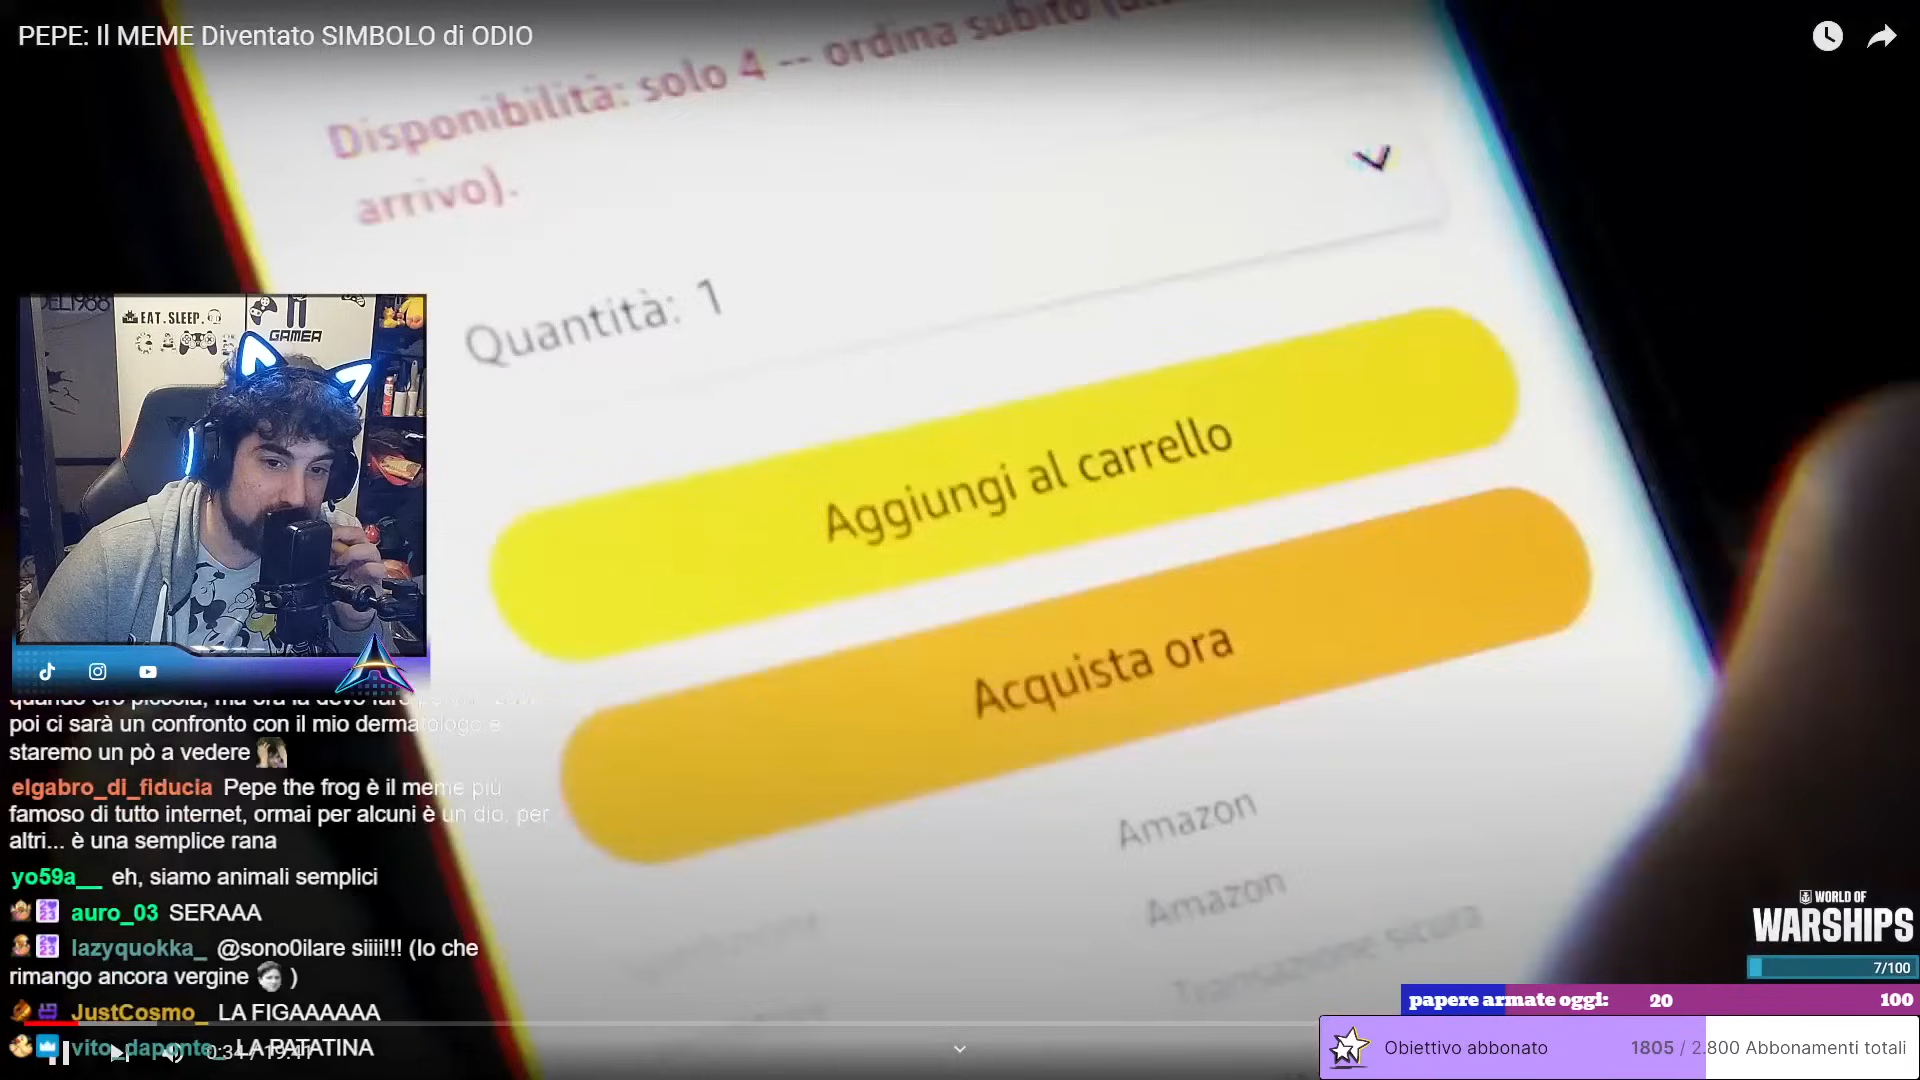 PEPE: Il MEME Diventato SIMBOLO di ODIO
Disponibilità: solo 4 -- ordina subito
arrivo).
Quantità: 1
Aggiungi al carrello
Acquista ora
Amazon
Amazon
Transazione sicura
EAT.SLEEP.
GAMER
poi ci sarà un confronto con il mio dermatologo e
staremo un pò a vedere
elgabro_di_fiducia Pepe the frog è il meme più
famoso di tutto internet, ormai per alcuni è un dio, per
altri... è una semplice rana
yo59a__ eh, siamo animali semplici
auro_03 SERAAA
lazyquokka_ @sono0ilare siiii!!! (Io che
rimango ancora vergine )
JustCosmo_ LA FIGAAAAAA
vito_daponte LA PATATINA
WORLD OF
WARSHIPS
7/100
papere armate oggi: 20 100
Obiettivo abbonato 1805 / 2.800 Abbonamenti totali